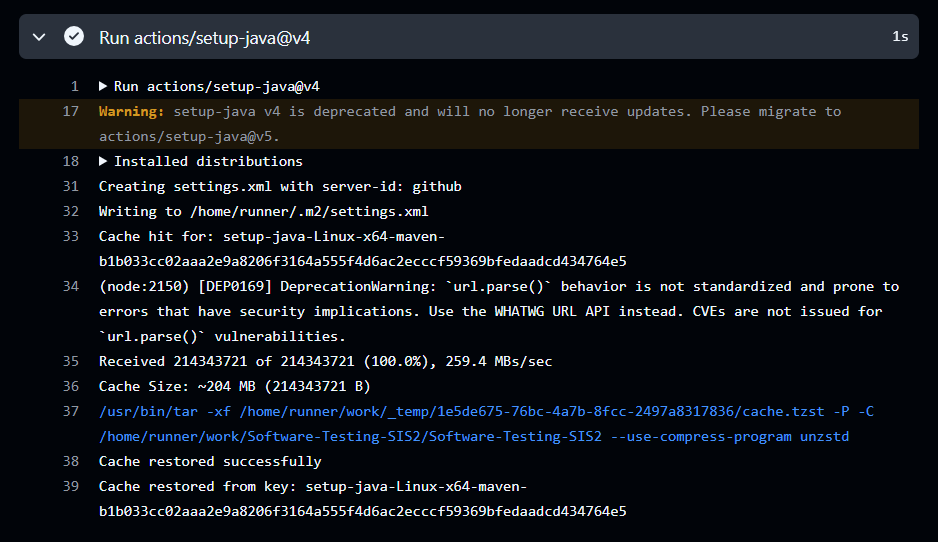 Run actions/setup-java@v4 1s
1 ▶ Run actions/setup-java@v4
17 Warning: setup-java v4 is deprecated and will no longer receive updates. Please migrate to
actions/setup-java@v5.
18 ▶ Installed distributions
31 Creating settings.xml with server-id: github
32 Writing to /home/runner/.m2/settings.xml
33 Cache hit for: setup-java-Linux-x64-maven-
b1b033cc02aaa2e9a8206f3164a555f4d6ac2ecccf59369bfedaadcd434764e5
34 (node:2150) [DEP0169] DeprecationWarning: `url.parse()` behavior is not standardized and prone to
errors that have security implications. Use the WHATWG URL API instead. CVEs are not issued for
`url.parse()` vulnerabilities.
35 Received 214343721 of 214343721 (100.0%), 259.4 MBs/sec
36 Cache Size: ~204 MB (214343721 B)
37 /usr/bin/tar -xf /home/runner/work/_temp/1e5de675-76bc-4a7b-8fcc-2497a8317836/cache.tzst -P -C
/home/runner/work/Software-Testing-SIS2/Software-Testing-SIS2 --use-compress-program unzstd
38 Cache restored successfully
39 Cache restored from key: setup-java-Linux-x64-maven-
b1b033cc02aaa2e9a8206f3164a555f4d6ac2ecccf59369bfedaadcd434764e5